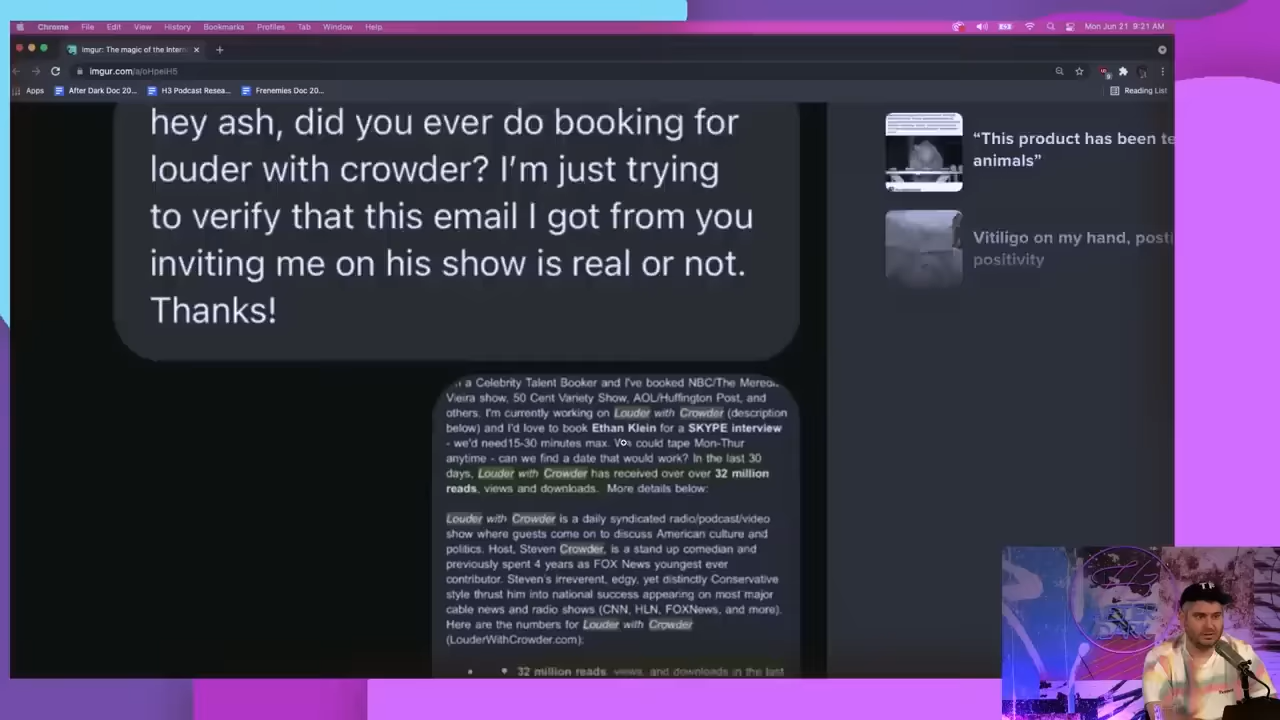 Chrome File Edit View History Bookmarks Profiles Tab Window Help
Mon Jun 21 9:21 AM
imgur: The magic of the Intern
imgur.com/a/oHpeIH5
Apps After Dark Doc 20... H3 Podcast Resea... Frenemies Doc 20...
Reading List
hey ash, did you ever do booking for
louder with crowder? I'm just trying
to verify that this email I got from you
inviting me on his show is real or not.
Thanks!
“This product has been te
animals”
Vitiligo on my hand, posti
positivity
a Celebrity Talent Booker and I've booked NBC/The Mered
Vieira show, 50 Cent Variety Show, AOL/Huffington Post, and
others. I'm currently working on Louder with Crowder (description
below) and I'd love to book Ethan Klein for a SKYPE interview
- we'd need15-30 minutes max. could tape Mon-Thur
anytime - can we find a date that would work? In the last 30
days, Louder with Crowder has received over over 32 million
reads, views and downloads. More details below:
Louder with Crowder is a daily syndicated radio/podcast/video
show where guests come on to discuss American culture and
politics. Host, Steven Crowder, is a stand up comedian and
previously spent 4 years as FOX News youngest ever
contributor. Steven's irreverent, edgy, yet distinctly Conservative
style thrust him into national success appearing on most major
cable news and radio shows (CNN, HLN, FOXNews, and more).
Here are the numbers for Louder with Crowder
(LouderWithCrowder.com):
32 million reads, views, and downloads in the last